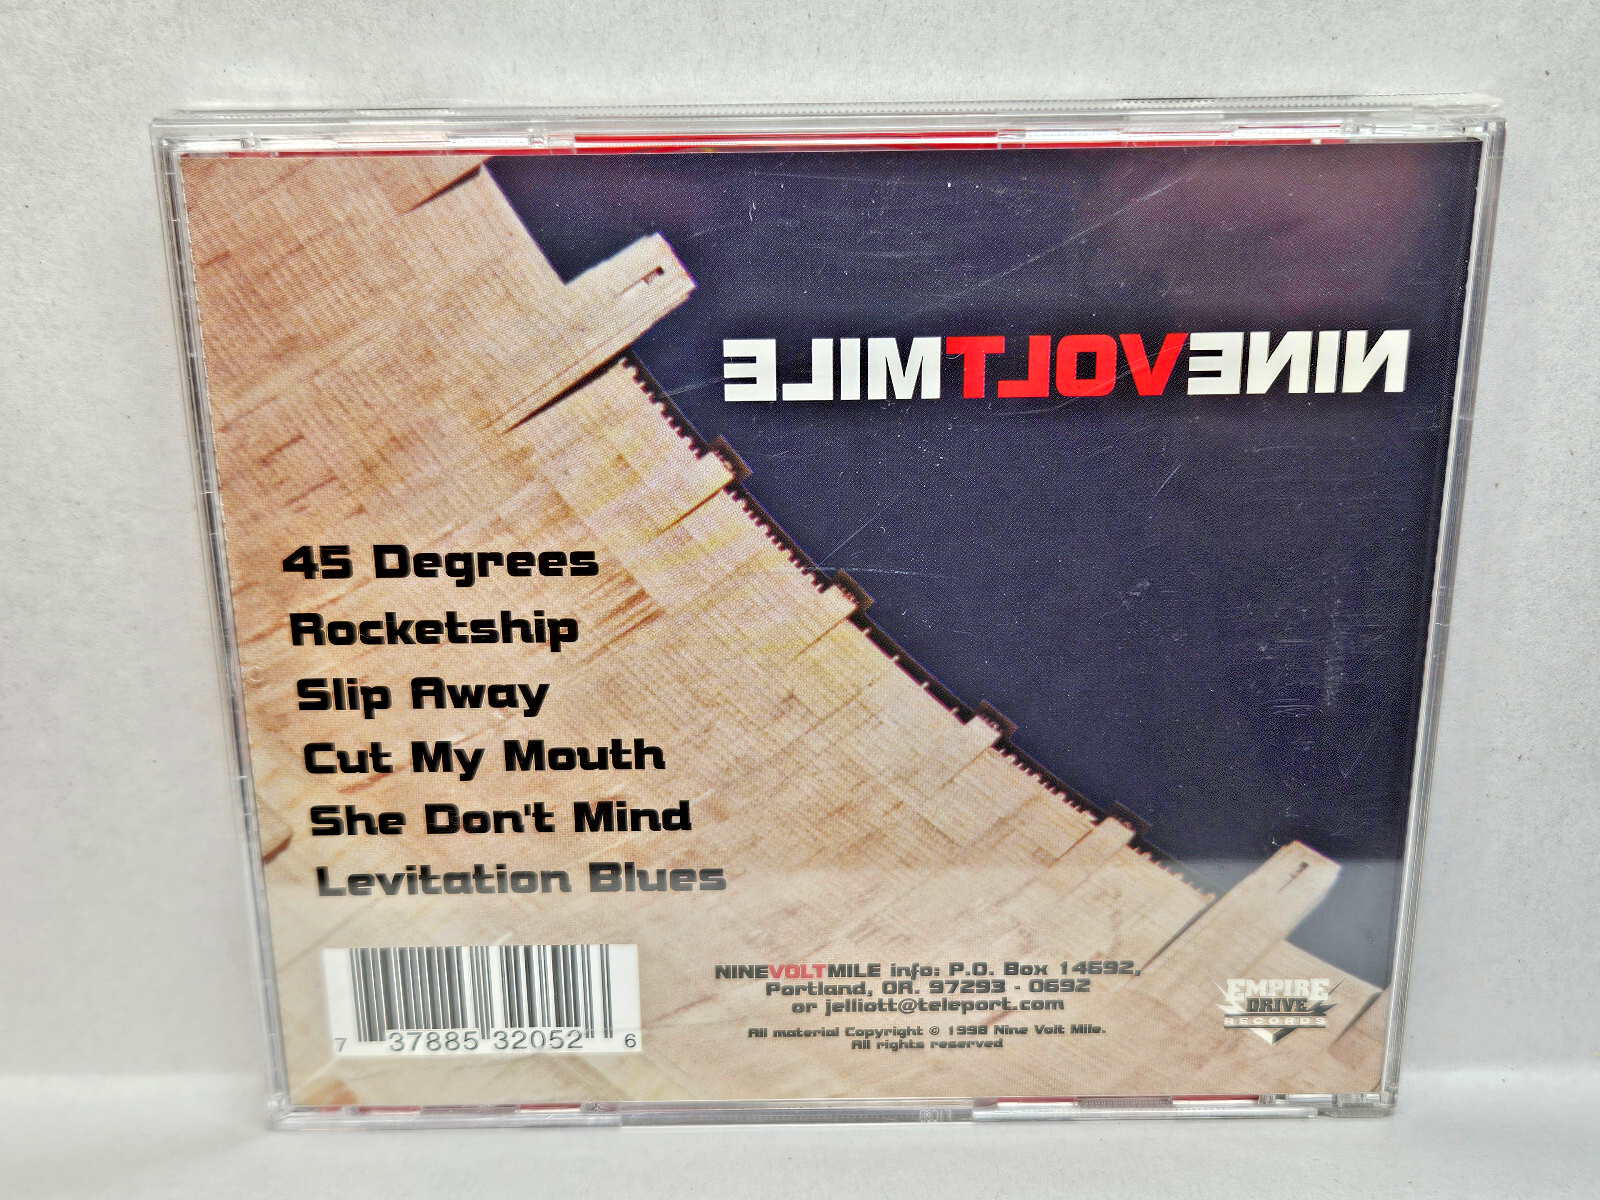 NINEVOLTMILE
45 Degrees
Rocketship
Slip Away
Cut My Mouth
She Don't Mind
Levitation Blues
7 37885 32052 6
NINEVOLTMILE info: P.O. Box 14692,
Portland, OR. 97293 - 0692
or jelliott@teleport.com
All material Copyright © 1998 Nine Volt Mile.
All rights reserved
EMPIRE
DRIVE
RECORDS